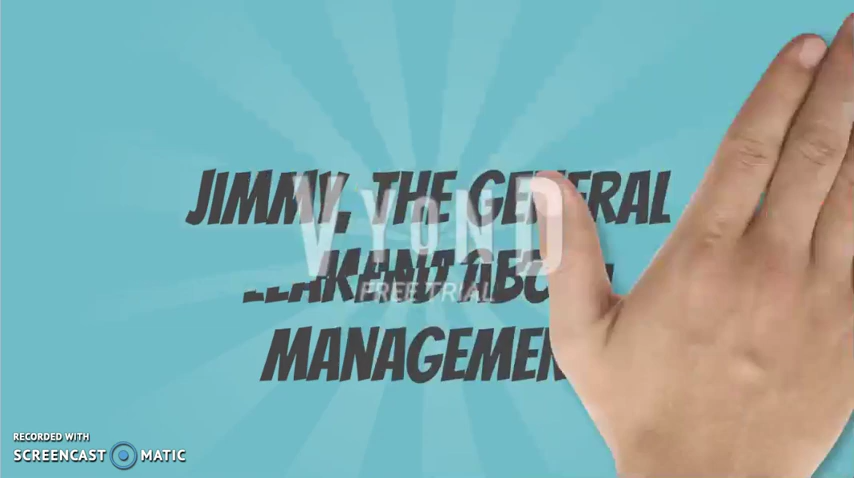 JIMMY, THE GENERAL
MANAGEMEN
VYOND
FREE TRIAL
RECORDED WITH
SCREENCAST MATIC